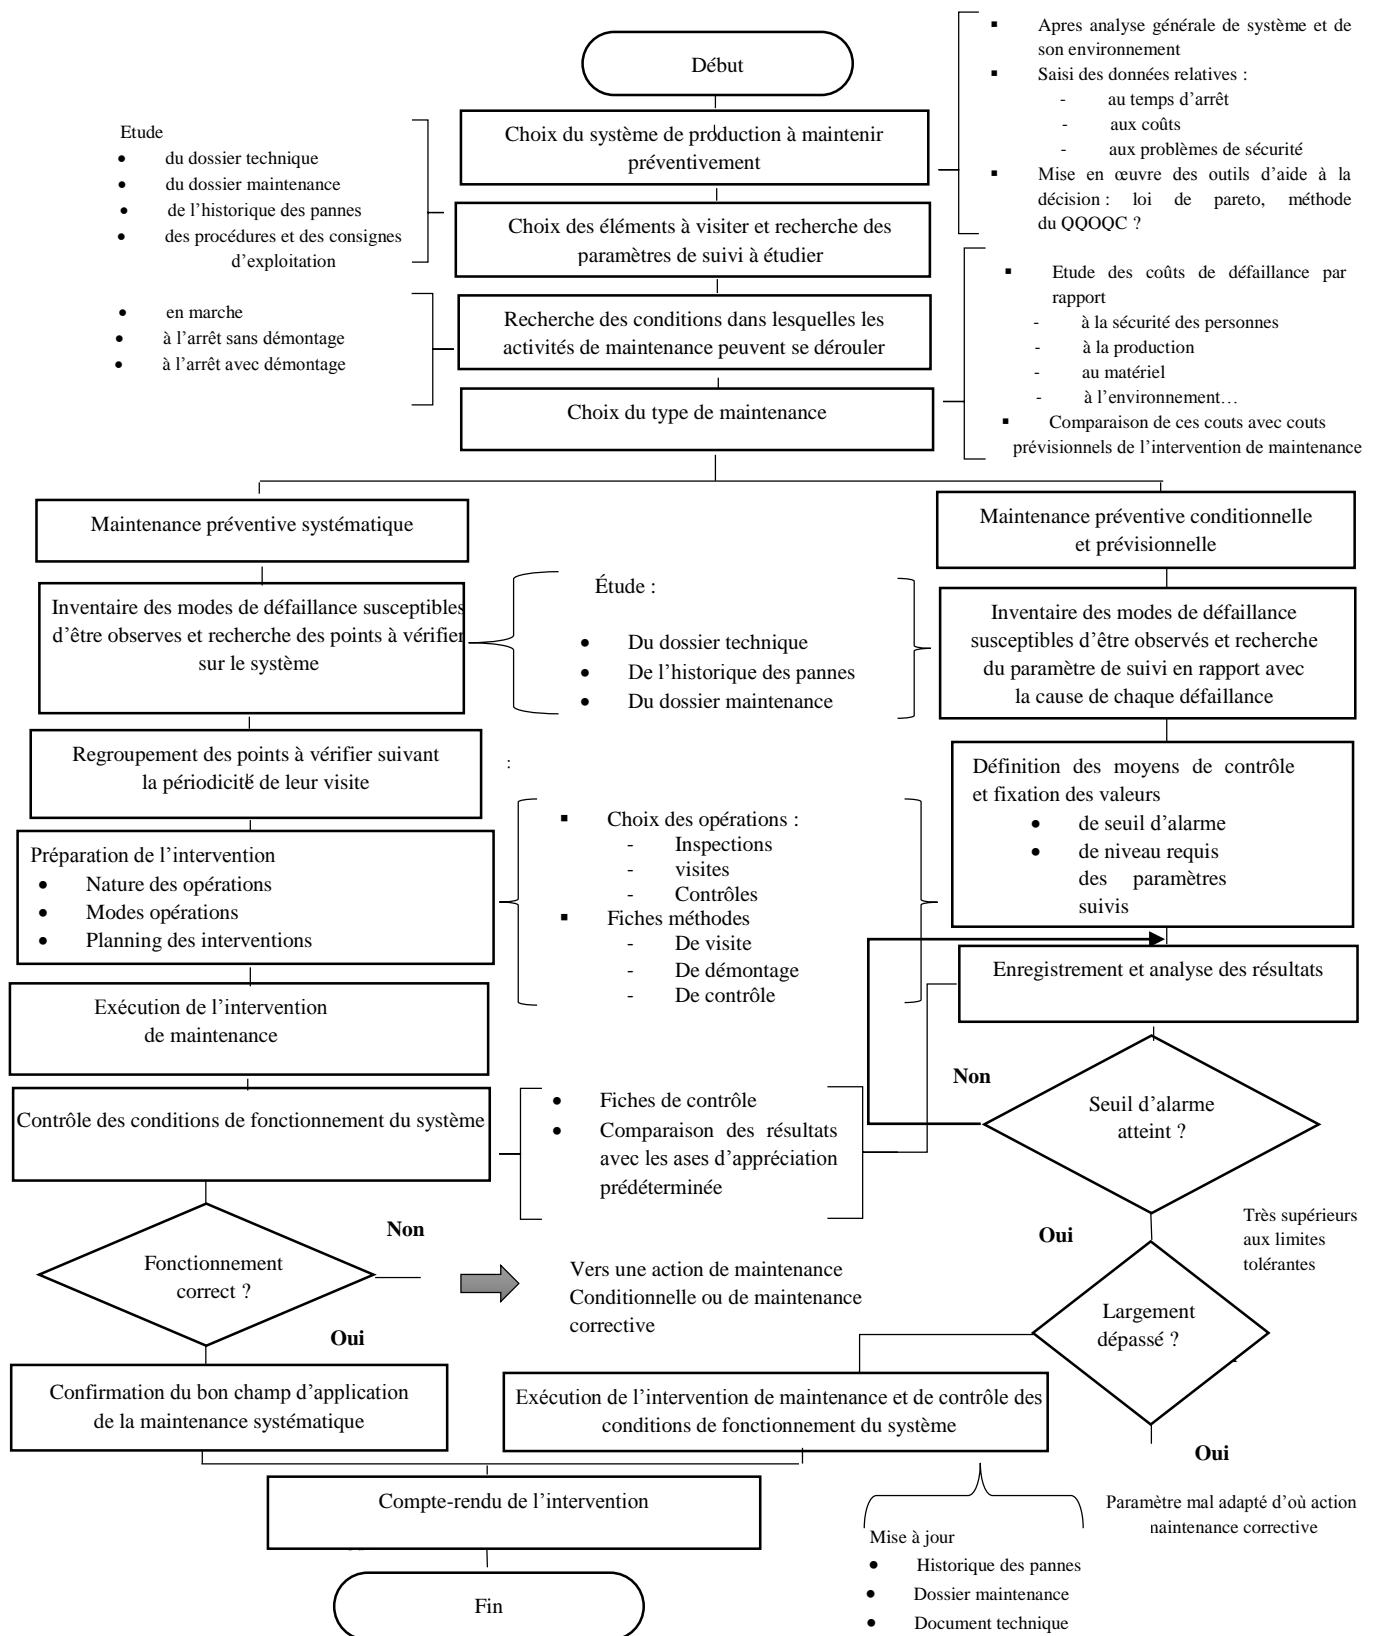 Début
▪ Apres analyse générale de système et de
son environnement
▪ Saisi des données relatives :
- au temps d’arrêt
- aux coûts
- aux problèmes de sécurité
▪ Mise en œuvre des outils d’aide à la
décision : loi de pareto, méthode
du QQOQC ?
Choix du système de production à maintenir
préventivement
Etude
• du dossier technique
• du dossier maintenance
• de l’historique des pannes
• des procédures et des consignes
d’exploitation
Choix des éléments à visiter et recherche des
paramètres de suivi à étudier
• en marche
• à l’arrêt sans démontage
• à l’arrêt avec démontage
Recherche des conditions dans lesquelles les
activités de maintenance peuvent se dérouler
▪ Etude des coûts de défaillance par
rapport
- à la sécurité des personnes
- à la production
- au matériel
- à l’environnement…
▪ Comparaison de ces couts avec couts
prévisionnels de l’intervention de maintenance
Choix du type de maintenance
Maintenance préventive systématique
Maintenance préventive conditionnelle
et prévisionnelle
Inventaire des modes de défaillance susceptibles
d’être observes et recherche des points à vérifier
sur le système
Étude :
• Du dossier technique
• De l’historique des pannes
• Du dossier maintenance
Inventaire des modes de défaillance
susceptibles d’être observés et recherche
du paramètre de suivi en rapport avec
la cause de chaque défaillance
Regroupement des points à vérifier suivant
la périodicité de leur visite
:
Définition des moyens de contrôle
et fixation des valeurs
• de seuil d’alarme
• de niveau requis
des paramètres
suivis
Préparation de l’intervention
• Nature des opérations
• Modes opérations
• Planning des interventions
▪ Choix des opérations :
- Inspections
- visites
- Contrôles
▪ Fiches méthodes
- De visite
- De démontage
- De contrôle
Enregistrement et analyse des résultats
Exécution de l’intervention
de maintenance
Non
Seuil d’alarme
atteint ?
Contrôle des conditions de fonctionnement du système
• Fiches de contrôle
• Comparaison des résultats
avec les ases d’appréciation
prédéterminée
Non
Oui
Très supérieurs
aux limites
tolérantes
Fonctionnement
correct ?
Vers une action de maintenance
Conditionnelle ou de maintenance
corrective
Largement
dépassé ?
Oui
Confirmation du bon champ d’application
de la maintenance systématique
Exécution de l’intervention de maintenance et de contrôle des
conditions de fonctionnement du système
Oui
Compte-rendu de l’intervention
Paramètre mal adapté d’où action
maintenance corrective
Mise à jour
• Historique des pannes
• Dossier maintenance
• Document technique
Fin